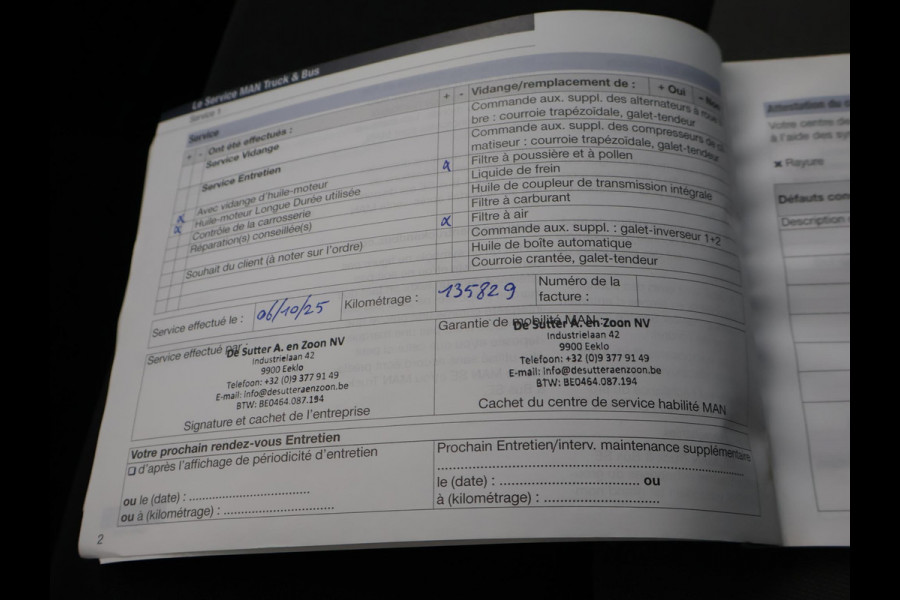 Le Service MAN Truck & Bus
Service 1
Service
+ - Ont été effectués :
Service Vidange
Service Entretien
x Avec vidange d'huile-moteur
x Huile-moteur Longue Durée utilisée
Contrôle de la carrosserie
Réparation(s) conseillée(s)
Souhait du client (à noter sur l'ordre)
+ - Vidange/remplacement de : + Oui - Non
Commande aux. suppl. des alternateurs à
bre : courroie trapézoïdale, galet-tendeur
Commande aux. suppl. des compresseurs de
matiseur : courroie trapézoïdale, galet-tendeur
Filtre à poussière et à pollen
Liquide de frein
Huile de coupleur de transmission intégrale
Filtre à carburant
Filtre à air
Commande aux. suppl. : galet-inverseur 1+2
Huile de boîte automatique
Courroie crantée, galet-tendeur
Service effectué le : 06/10/25 Kilométrage : 135829 Numéro de la
facture :
Service effectué par :
De Sutter A. en Zoon NV
Industrielaan 42
9900 Eeklo
Telefoon: +32 (0)9 377 91 49
E-mail: info@desutteraenzoon.be
BTW: BE0464.087.194
Signature et cachet de l'entreprise
Garantie de mobilité MAN :
De Sutter A. en Zoon NV
Industrielaan 42
9900 Eeklo
Telefoon: +32 (0)9 377 91 49
E-mail: info@desutteraenzoon.be
BTW: BE0464.087.194
Cachet du centre de service habilité MAN
Votre prochain rendez-vous Entretien
❏ d'après l'affichage de périodicité d'entretien
ou le (date) : ................................
ou à (kilométrage) : .............................
Prochain Entretien/interv. maintenance supplémentaire
................................................................
le (date) : ................................... ou
à (kilométrage) : .............................
2
Attestation du
Votre centre de
à l'aide des
x Rayure
Défauts
Description